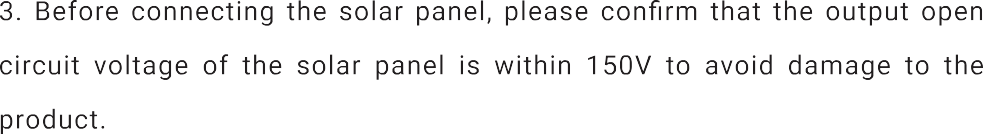 3. Before connecting the solar panel, please confirm that the output open
circuit voltage of the solar panel is within 150V to avoid damage to the
product.